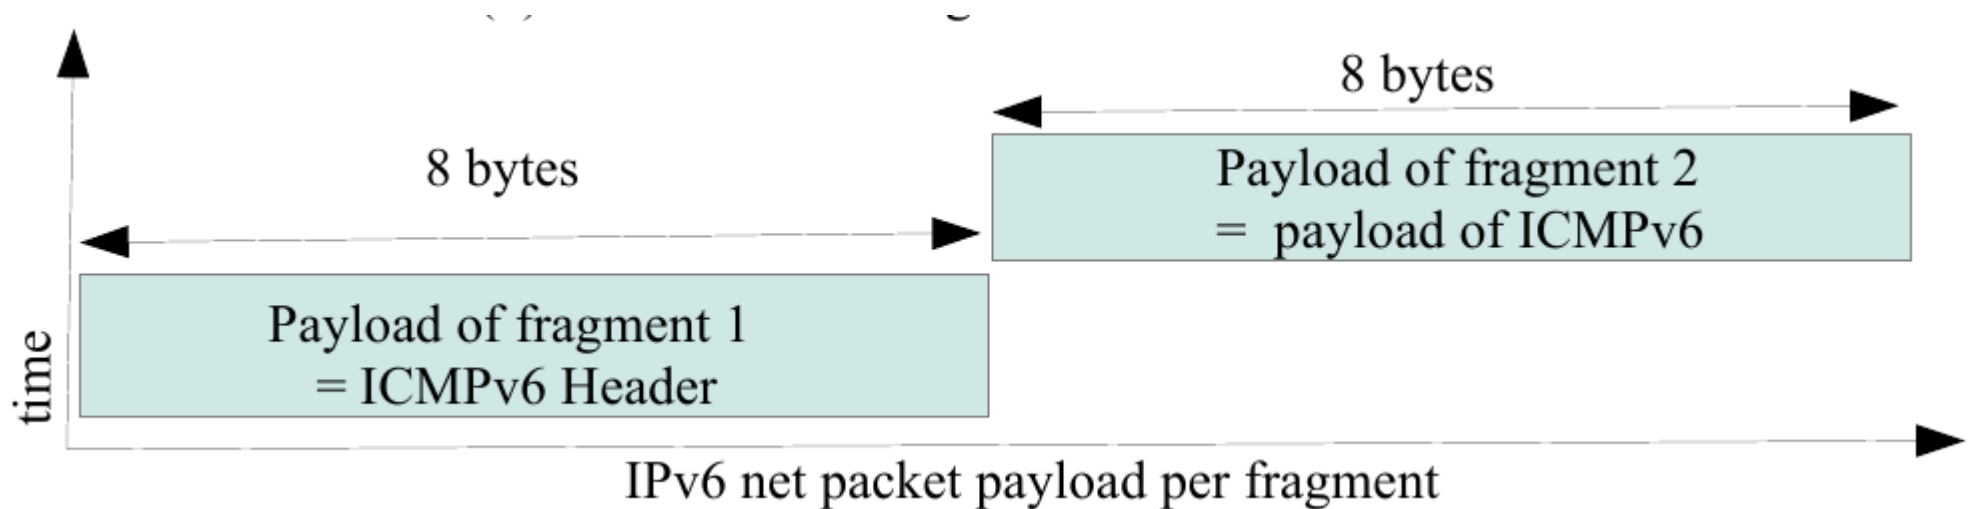 8 bytes
8 bytes
Payload of fragment 2
= payload of ICMPv6
Payload of fragment 1
= ICMPv6 Header
time
IPv6 net packet payload per fragment